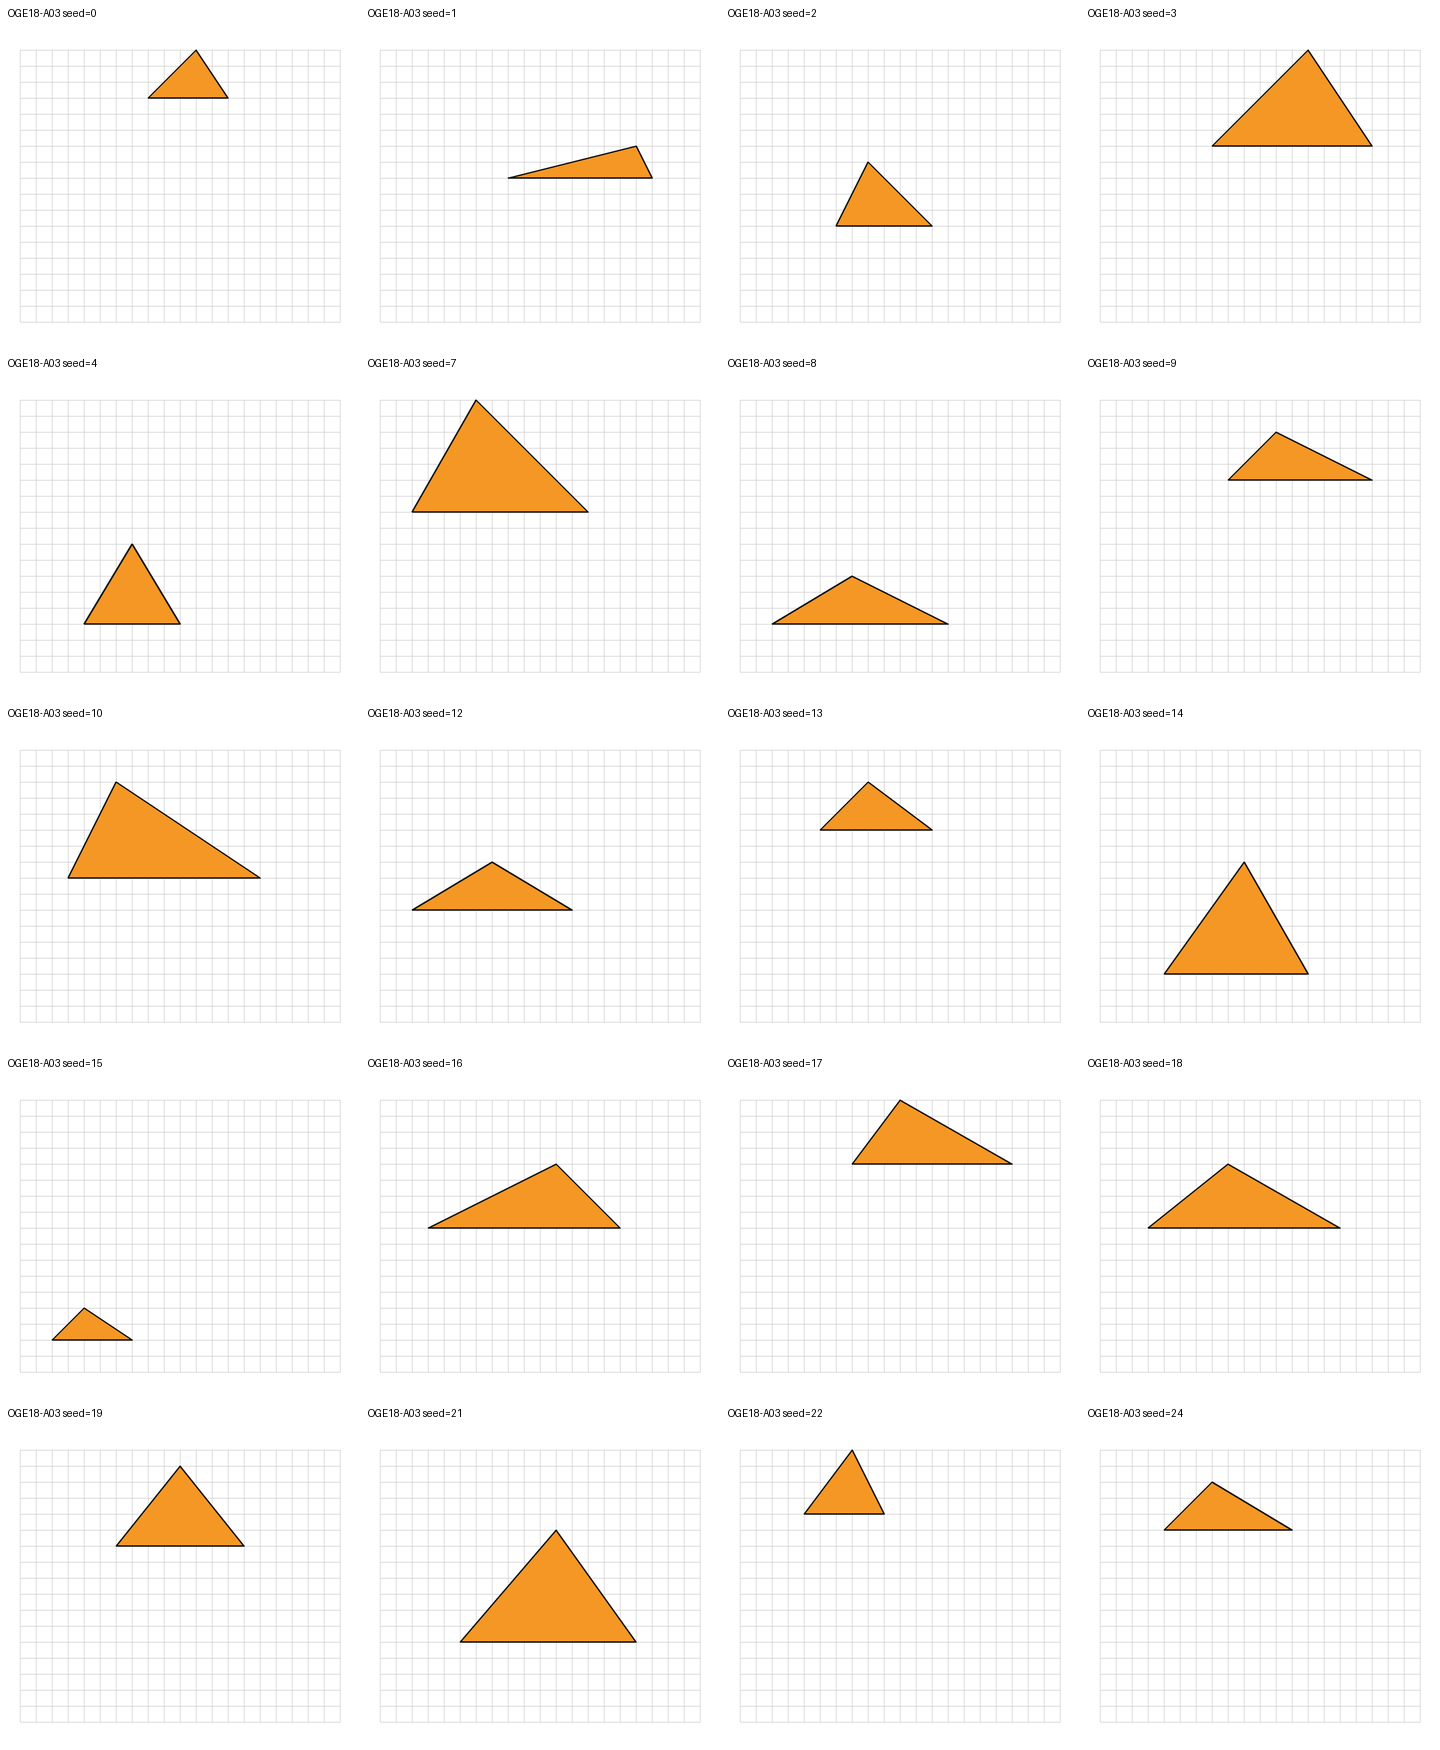 OGE18-A03 seed=0
OGE18-A03 seed=1
OGE18-A03 seed=2
OGE18-A03 seed=3
OGE18-A03 seed=4
OGE18-A03 seed=7
OGE18-A03 seed=8
OGE18-A03 seed=9
OGE18-A03 seed=10
OGE18-A03 seed=12
OGE18-A03 seed=13
OGE18-A03 seed=14
OGE18-A03 seed=15
OGE18-A03 seed=16
OGE18-A03 seed=17
OGE18-A03 seed=18
OGE18-A03 seed=19
OGE18-A03 seed=21
OGE18-A03 seed=22
OGE18-A03 seed=24